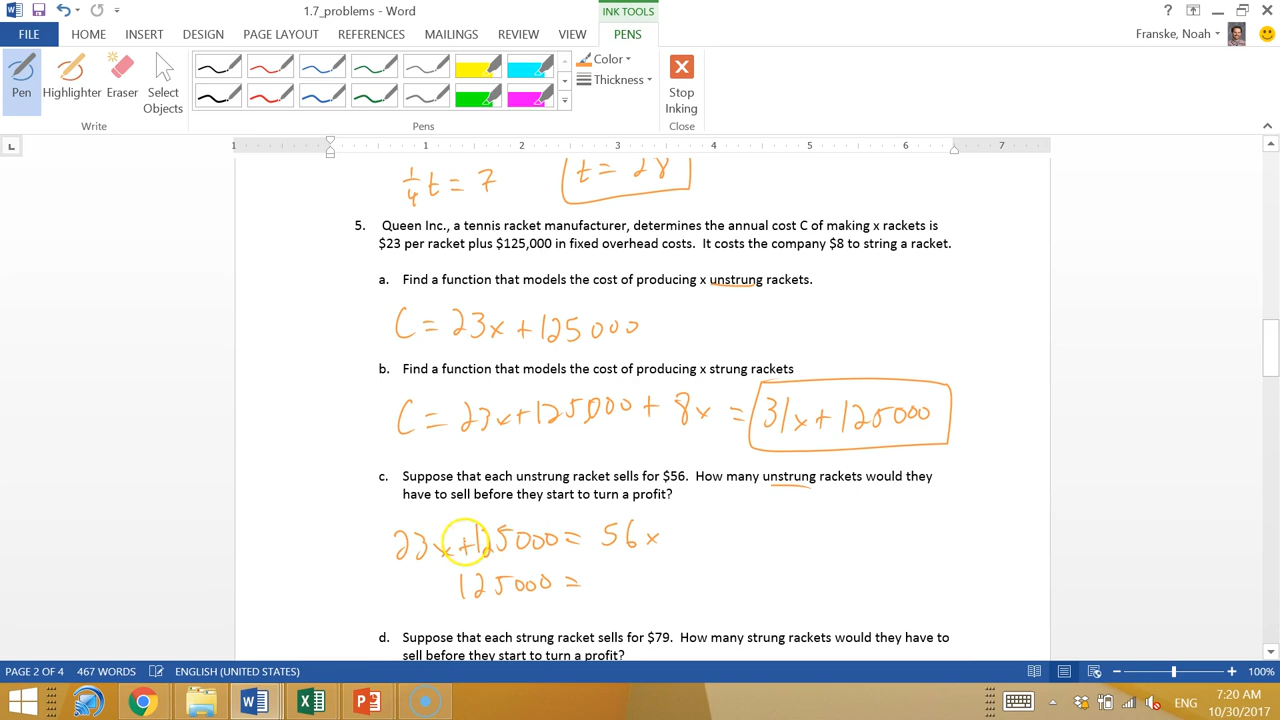 1.7_problems - Word
INK TOOLS
FILE HOME INSERT DESIGN PAGE LAYOUT REFERENCES MAILINGS REVIEW VIEW PENS
Franske, Noah
Pen Highlighter Eraser Select Objects
Color
Thickness
Stop Inking
Write Pens Close
1 1 2 3 4 5 6 7
1/4 t = 7 t = 28
5. Queen Inc., a tennis racket manufacturer, determines the annual cost C of making x rackets is
$23 per racket plus $125,000 in fixed overhead costs. It costs the company $8 to string a racket.
a. Find a function that models the cost of producing x unstrung rackets.
C = 23x + 125000
b. Find a function that models the cost of producing x strung rackets
C = 23x + 125000 + 8x = 31x + 125000
c. Suppose that each unstrung racket sells for $56. How many unstrung rackets would they
have to sell before they start to turn a profit?
23x + 125000 = 56x
125000 =
d. Suppose that each strung racket sells for $79. How many strung rackets would they have to
sell before they start to turn a profit?
PAGE 2 OF 4 467 WORDS ENGLISH (UNITED STATES) 100%
ENG 7:20 AM
10/30/2017